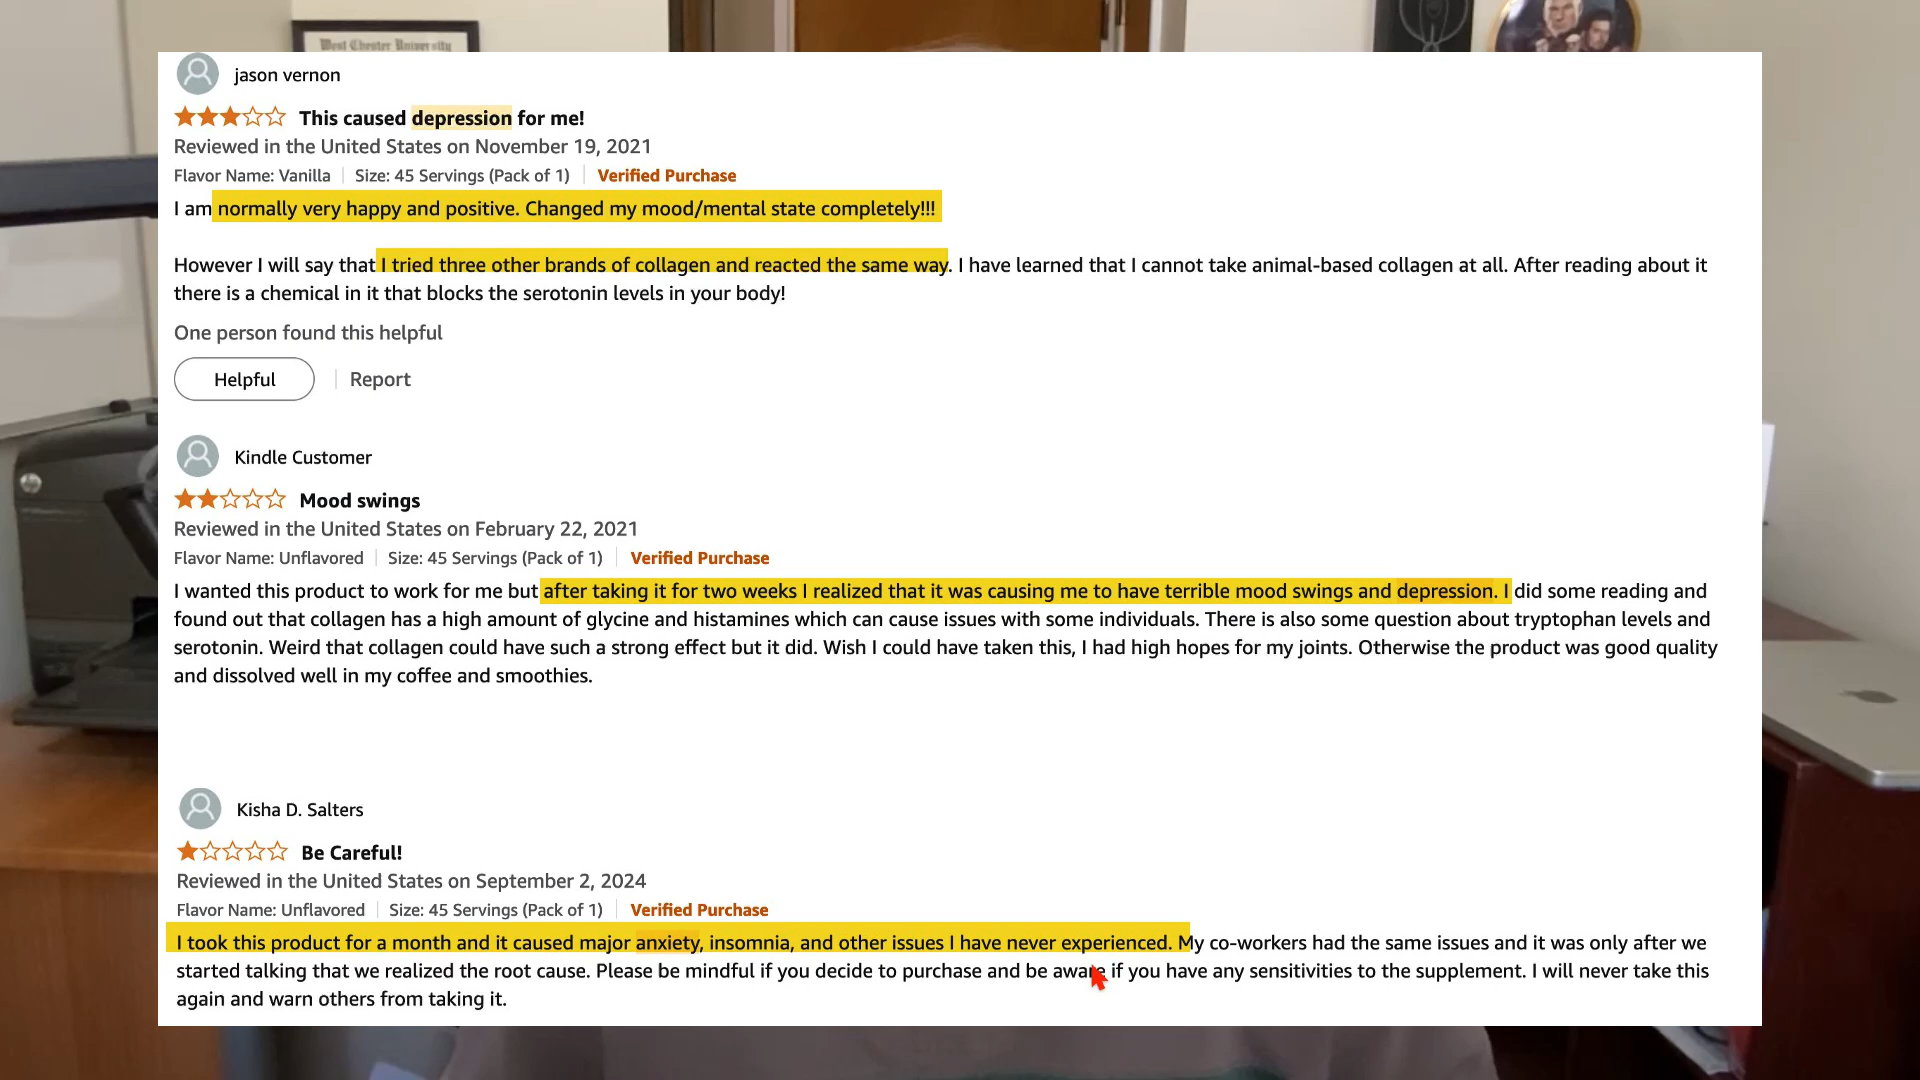 West Chester University
jason vernon
This caused depression for me!
Reviewed in the United States on November 19, 2021
Flavor Name: Vanilla | Size: 45 Servings (Pack of 1) | Verified Purchase
I am normally very happy and positive. Changed my mood/mental state completely!!!
However I will say that I tried three other brands of collagen and reacted the same way. I have learned that I cannot take animal-based collagen at all. After reading about it
there is a chemical in it that blocks the serotonin levels in your body!
One person found this helpful
Helpful | Report
Kindle Customer
Mood swings
Reviewed in the United States on February 22, 2021
Flavor Name: Unflavored | Size: 45 Servings (Pack of 1) | Verified Purchase
I wanted this product to work for me but after taking it for two weeks I realized that it was causing me to have terrible mood swings and depression. I did some reading and
found out that collagen has a high amount of glycine and histamines which can cause issues with some individuals. There is also some question about tryptophan levels and
serotonin. Weird that collagen could have such a strong effect but it did. Wish I could have taken this, I had high hopes for my joints. Otherwise the product was good quality
and dissolved well in my coffee and smoothies.
Kisha D. Salters
Be Careful!
Reviewed in the United States on September 2, 2024
Flavor Name: Unflavored | Size: 45 Servings (Pack of 1) | Verified Purchase
I took this product for a month and it caused major anxiety, insomnia, and other issues I have never experienced. My co-workers had the same issues and it was only after we
started talking that we realized the root cause. Please be mindful if you decide to purchase and be aware if you have any sensitivities to the supplement. I will never take this
again and warn others from taking it.